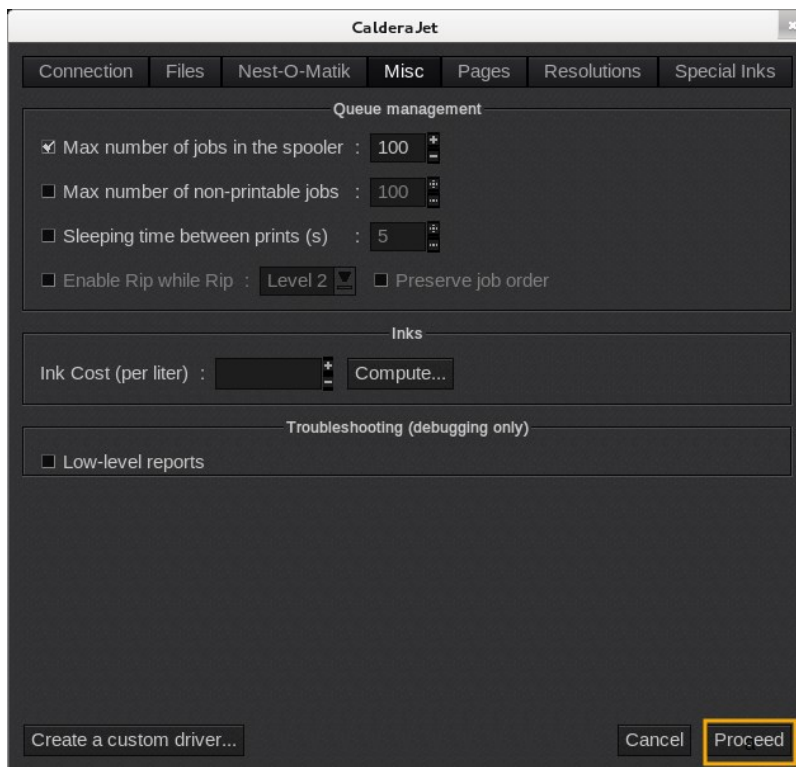 CalderaJet
Connection Files Nest-O-Matik Misc Pages Resolutions Special Inks
Queue management
Max number of jobs in the spooler : 100
Max number of non-printable jobs : 100
Sleeping time between prints (s) : 5
Enable Rip while Rip : Level 2 Preserve job order
Inks
Ink Cost (per liter) : Compute...
Troubleshooting (debugging only)
Low-level reports
Create a custom driver... Cancel Proceed